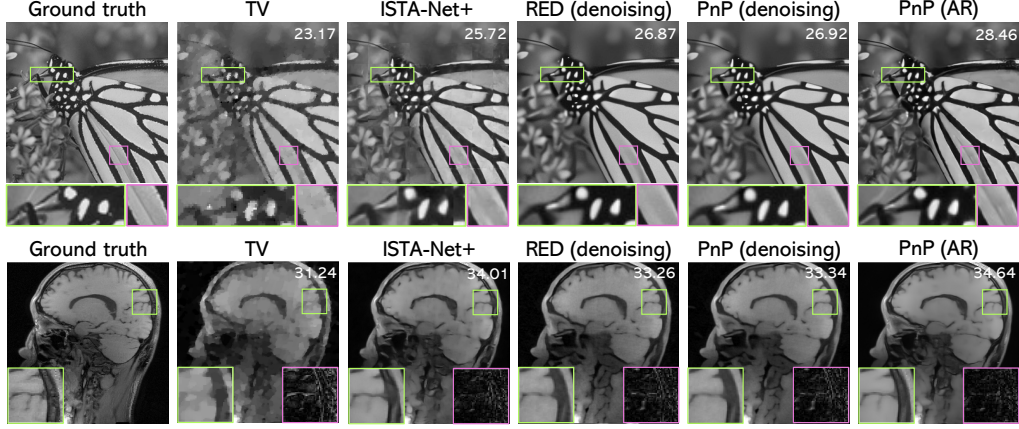 Ground truth TV ISTA-Net+ RED (denoising) PnP (denoising) PnP (AR)
23.17 25.72 26.87 26.92 28.46
Ground truth TV ISTA-Net+ RED (denoising) PnP (denoising) PnP (AR)
31.24 34.01 33.26 33.34 34.64